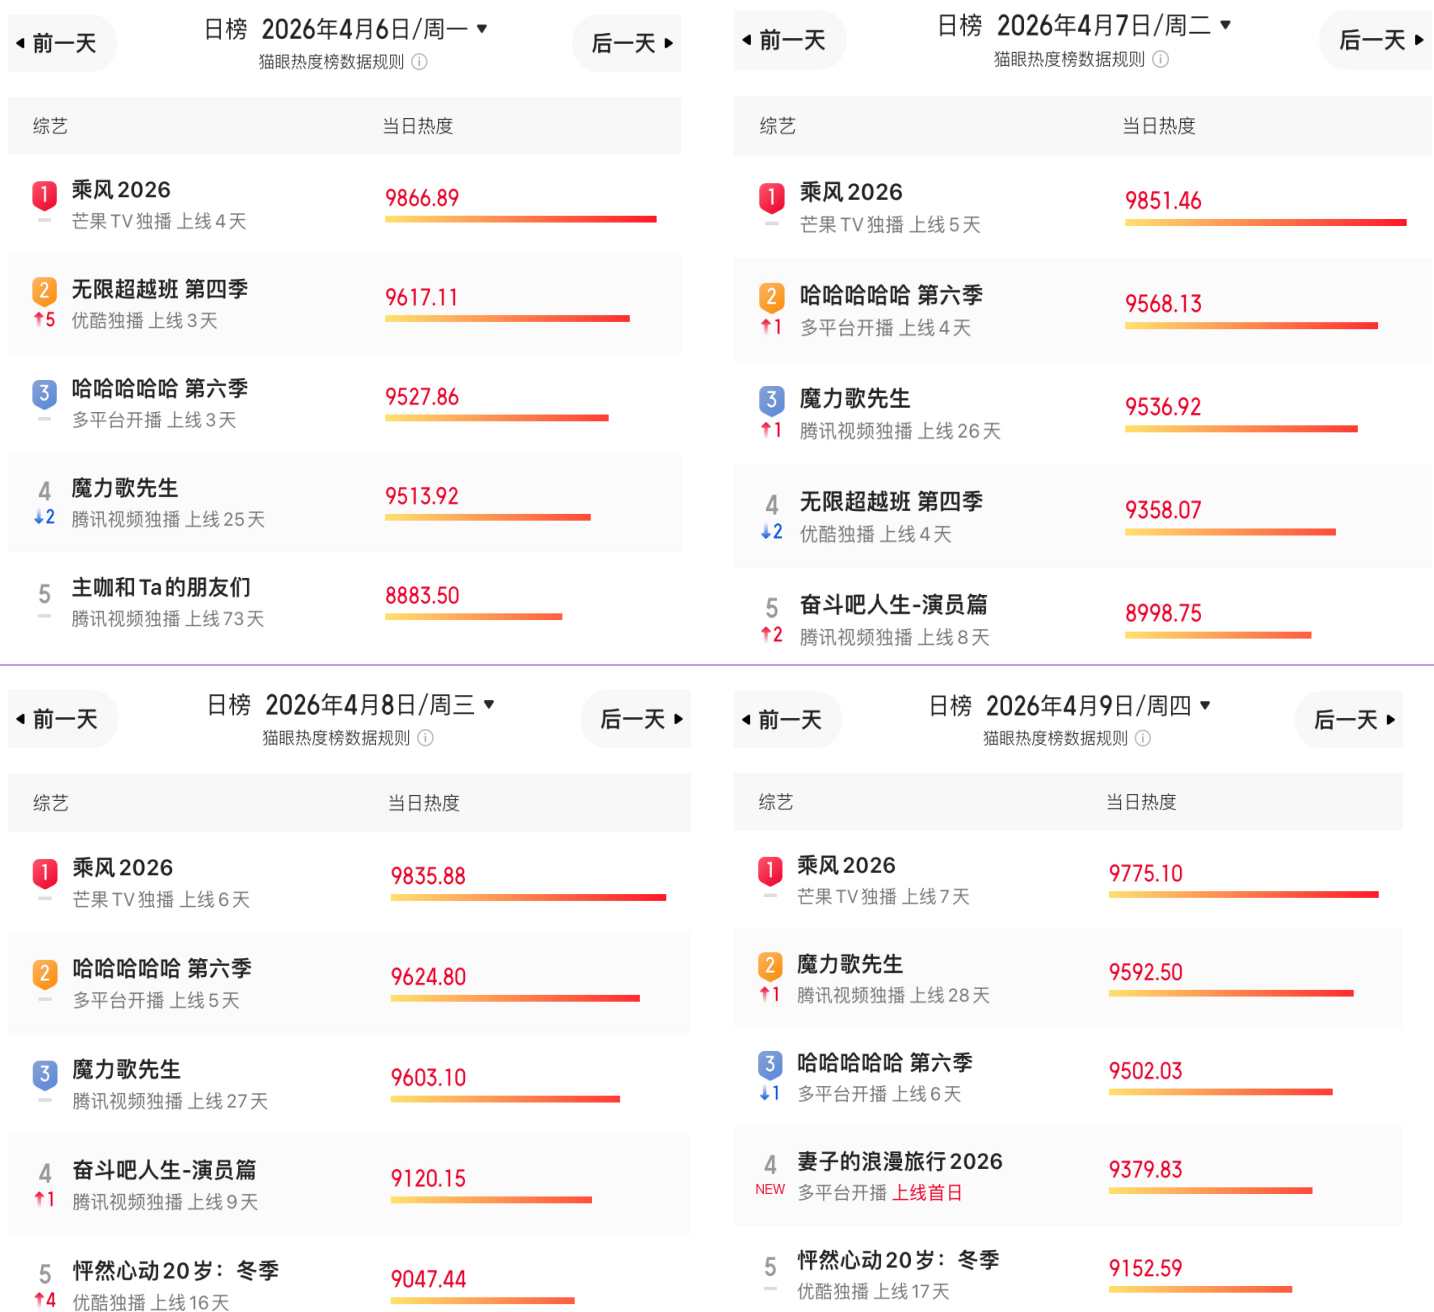 前一天
日榜 2026年4月6日/周一
后一天
猫眼热度榜数据规则
综艺 当日热度
1 乘风2026 9866.89
芒果TV独播 上线4天
2 无限超越班 第四季 9617.11
5 优酷独播 上线3天
3 哈哈哈哈哈 第六季 9527.86
多平台开播 上线3天
4 魔力歌先生 9513.92
2 腾讯视频独播 上线25天
5 主咖和Ta的朋友们 8883.50
腾讯视频独播 上线73天
前一天
日榜 2026年4月7日/周二
后一天
猫眼热度榜数据规则
综艺 当日热度
1 乘风2026 9851.46
芒果TV独播 上线5天
2 哈哈哈哈哈 第六季 9568.13
1 多平台开播 上线4天
3 魔力歌先生 9536.92
1 腾讯视频独播 上线26天
4 无限超越班 第四季 9358.07
2 优酷独播 上线4天
5 奋斗吧人生-演员篇 8998.75
2 腾讯视频独播 上线8天
前一天
日榜 2026年4月8日/周三
后一天
猫眼热度榜数据规则
综艺 当日热度
1 乘风2026 9835.88
芒果TV独播 上线6天
2 哈哈哈哈哈 第六季 9624.80
多平台开播 上线5天
3 魔力歌先生 9603.10
腾讯视频独播 上线27天
4 奋斗吧人生-演员篇 9120.15
1 腾讯视频独播 上线9天
5 怦然心动20岁：冬季 9047.44
4 优酷独播 上线16天
前一天
日榜 2026年4月9日/周四
后一天
猫眼热度榜数据规则
综艺 当日热度
1 乘风2026 9775.10
芒果TV独播 上线7天
2 魔力歌先生 9592.50
1 腾讯视频独播 上线28天
3 哈哈哈哈哈 第六季 9502.03
1 多平台开播 上线6天
4 妻子的浪漫旅行2026 9379.83
NEW 多平台开播 上线首日
5 怦然心动20岁：冬季 9152.59
优酷独播 上线17天